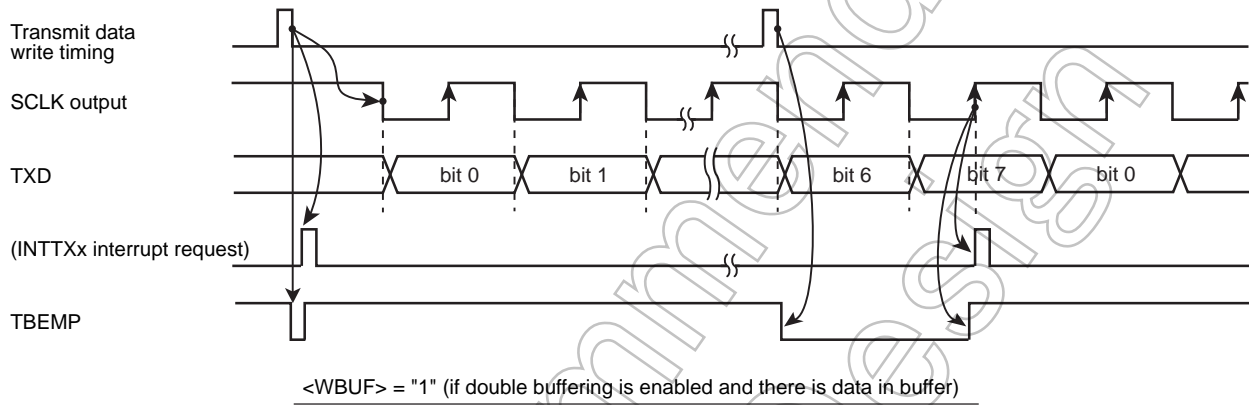 Transmit data
write timing
SCLK output
TXD
bit 0
bit 1
bit 6
bit 7
bit 0
(INTTXx interrupt request)
TBEMP
<WBUF> = "1" (if double buffering is enabled and there is data in buffer)